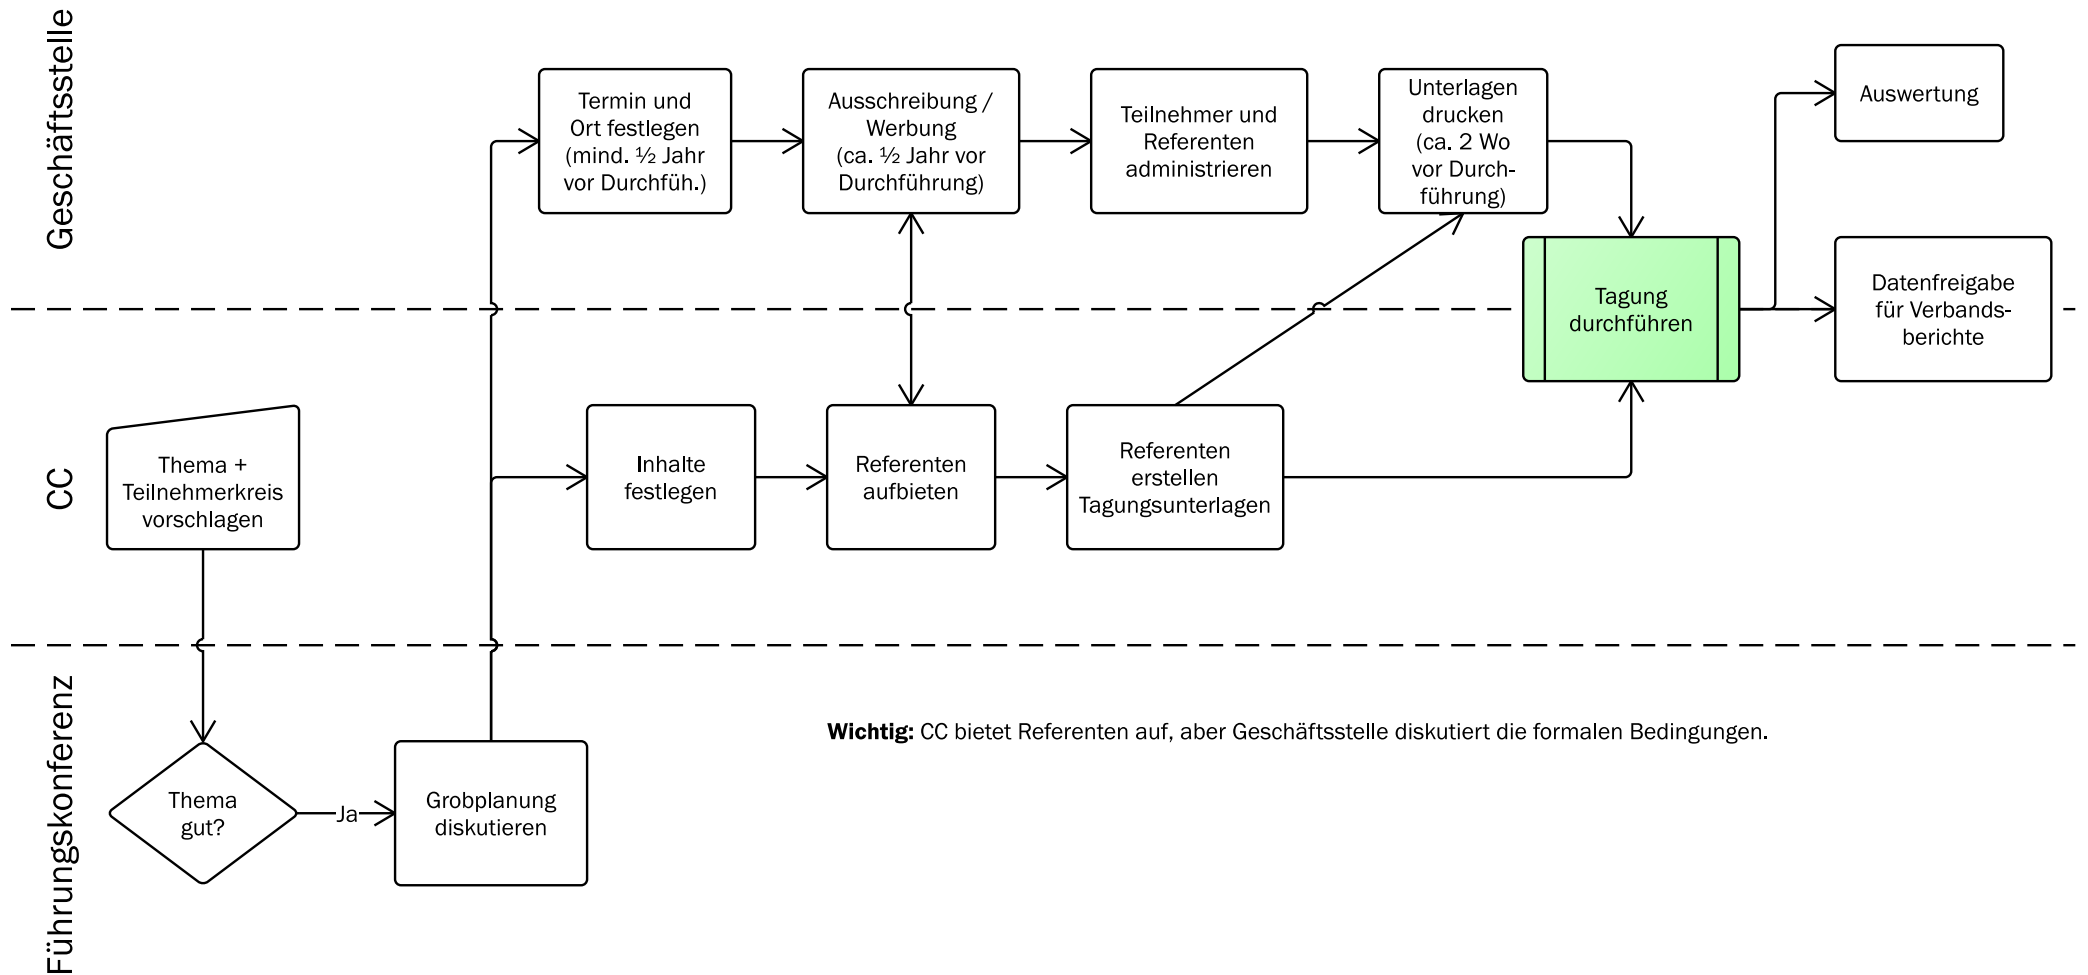 Geschäftsstelle
Termin und
Ort festlegen
(mind. ½ Jahr
vor Durchfüh.)
Ausschreibung /
Werbung
(ca. ½ Jahr vor
Durchführung)
Teilnehmer und
Referenten
administrieren
Unterlagen
drucken
(ca. 2 Wo
vor Durch-
führung)
Auswertung
Tagung
durchführen
Datenfreigabe
für Verbands-
berichte
CC
Thema +
Teilnehmerkreis
vorschlagen
Inhalte
festlegen
Referenten
aufbieten
Referenten
erstellen
Tagungsunterlagen
Führungskonferenz
Thema
gut?
Ja
Grobplanung
diskutieren
Wichtig: CC bietet Referenten auf, aber Geschäftsstelle diskutiert die formalen Bedingungen.